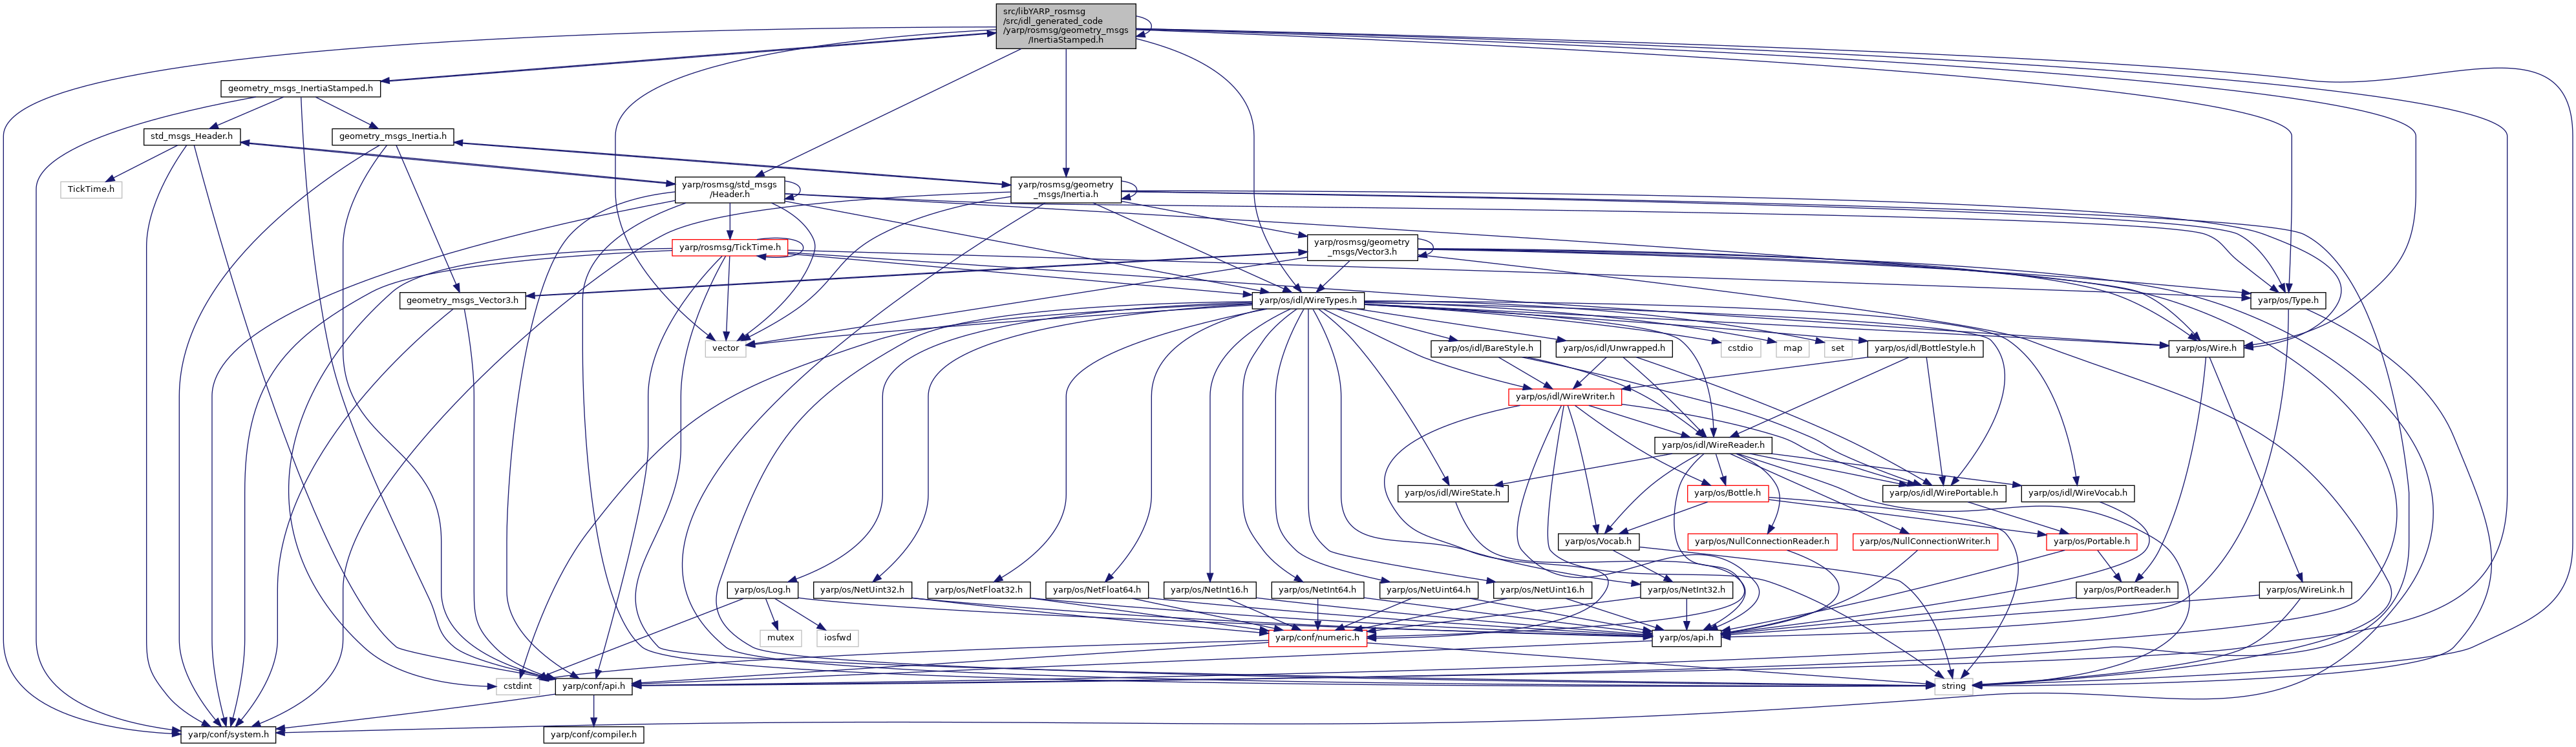 src/libYARP_rosmsg
/src/idl_generated_code
/yarp/rosmsg/geometry_msgs
/InertiaStamped.h
geometry_msgs_InertiaStamped.h
std_msgs_Header.h
geometry_msgs_Inertia.h
TickTime.h
yarp/rosmsg/std_msgs
/Header.h
yarp/rosmsg/geometry
_msgs/Inertia.h
yarp/rosmsg/TickTime.h
yarp/rosmsg/geometry
_msgs/Vector3.h
geometry_msgs_Vector3.h
yarp/os/idl/WireTypes.h
yarp/os/Type.h
vector
yarp/os/idl/BareStyle.h
yarp/os/idl/Unwrapped.h
cstdio
map
set
yarp/os/idl/BottleStyle.h
yarp/os/Wire.h
yarp/os/idl/WireWriter.h
yarp/os/idl/WireReader.h
yarp/os/idl/WireState.h
yarp/os/Bottle.h
yarp/os/idl/WirePortable.h
yarp/os/idl/WireVocab.h
yarp/os/Vocab.h
yarp/os/NullConnectionReader.h
yarp/os/NullConnectionWriter.h
yarp/os/Portable.h
yarp/os/Log.h
yarp/os/NetUint32.h
yarp/os/NetFloat32.h
yarp/os/NetFloat64.h
yarp/os/NetInt16.h
yarp/os/NetInt64.h
yarp/os/NetUint64.h
yarp/os/NetUint16.h
yarp/os/NetInt32.h
yarp/os/PortReader.h
yarp/os/WireLink.h
mutex
iosfwd
yarp/conf/numeric.h
yarp/os/api.h
cstdint
yarp/conf/api.h
string
yarp/conf/system.h
yarp/conf/compiler.h